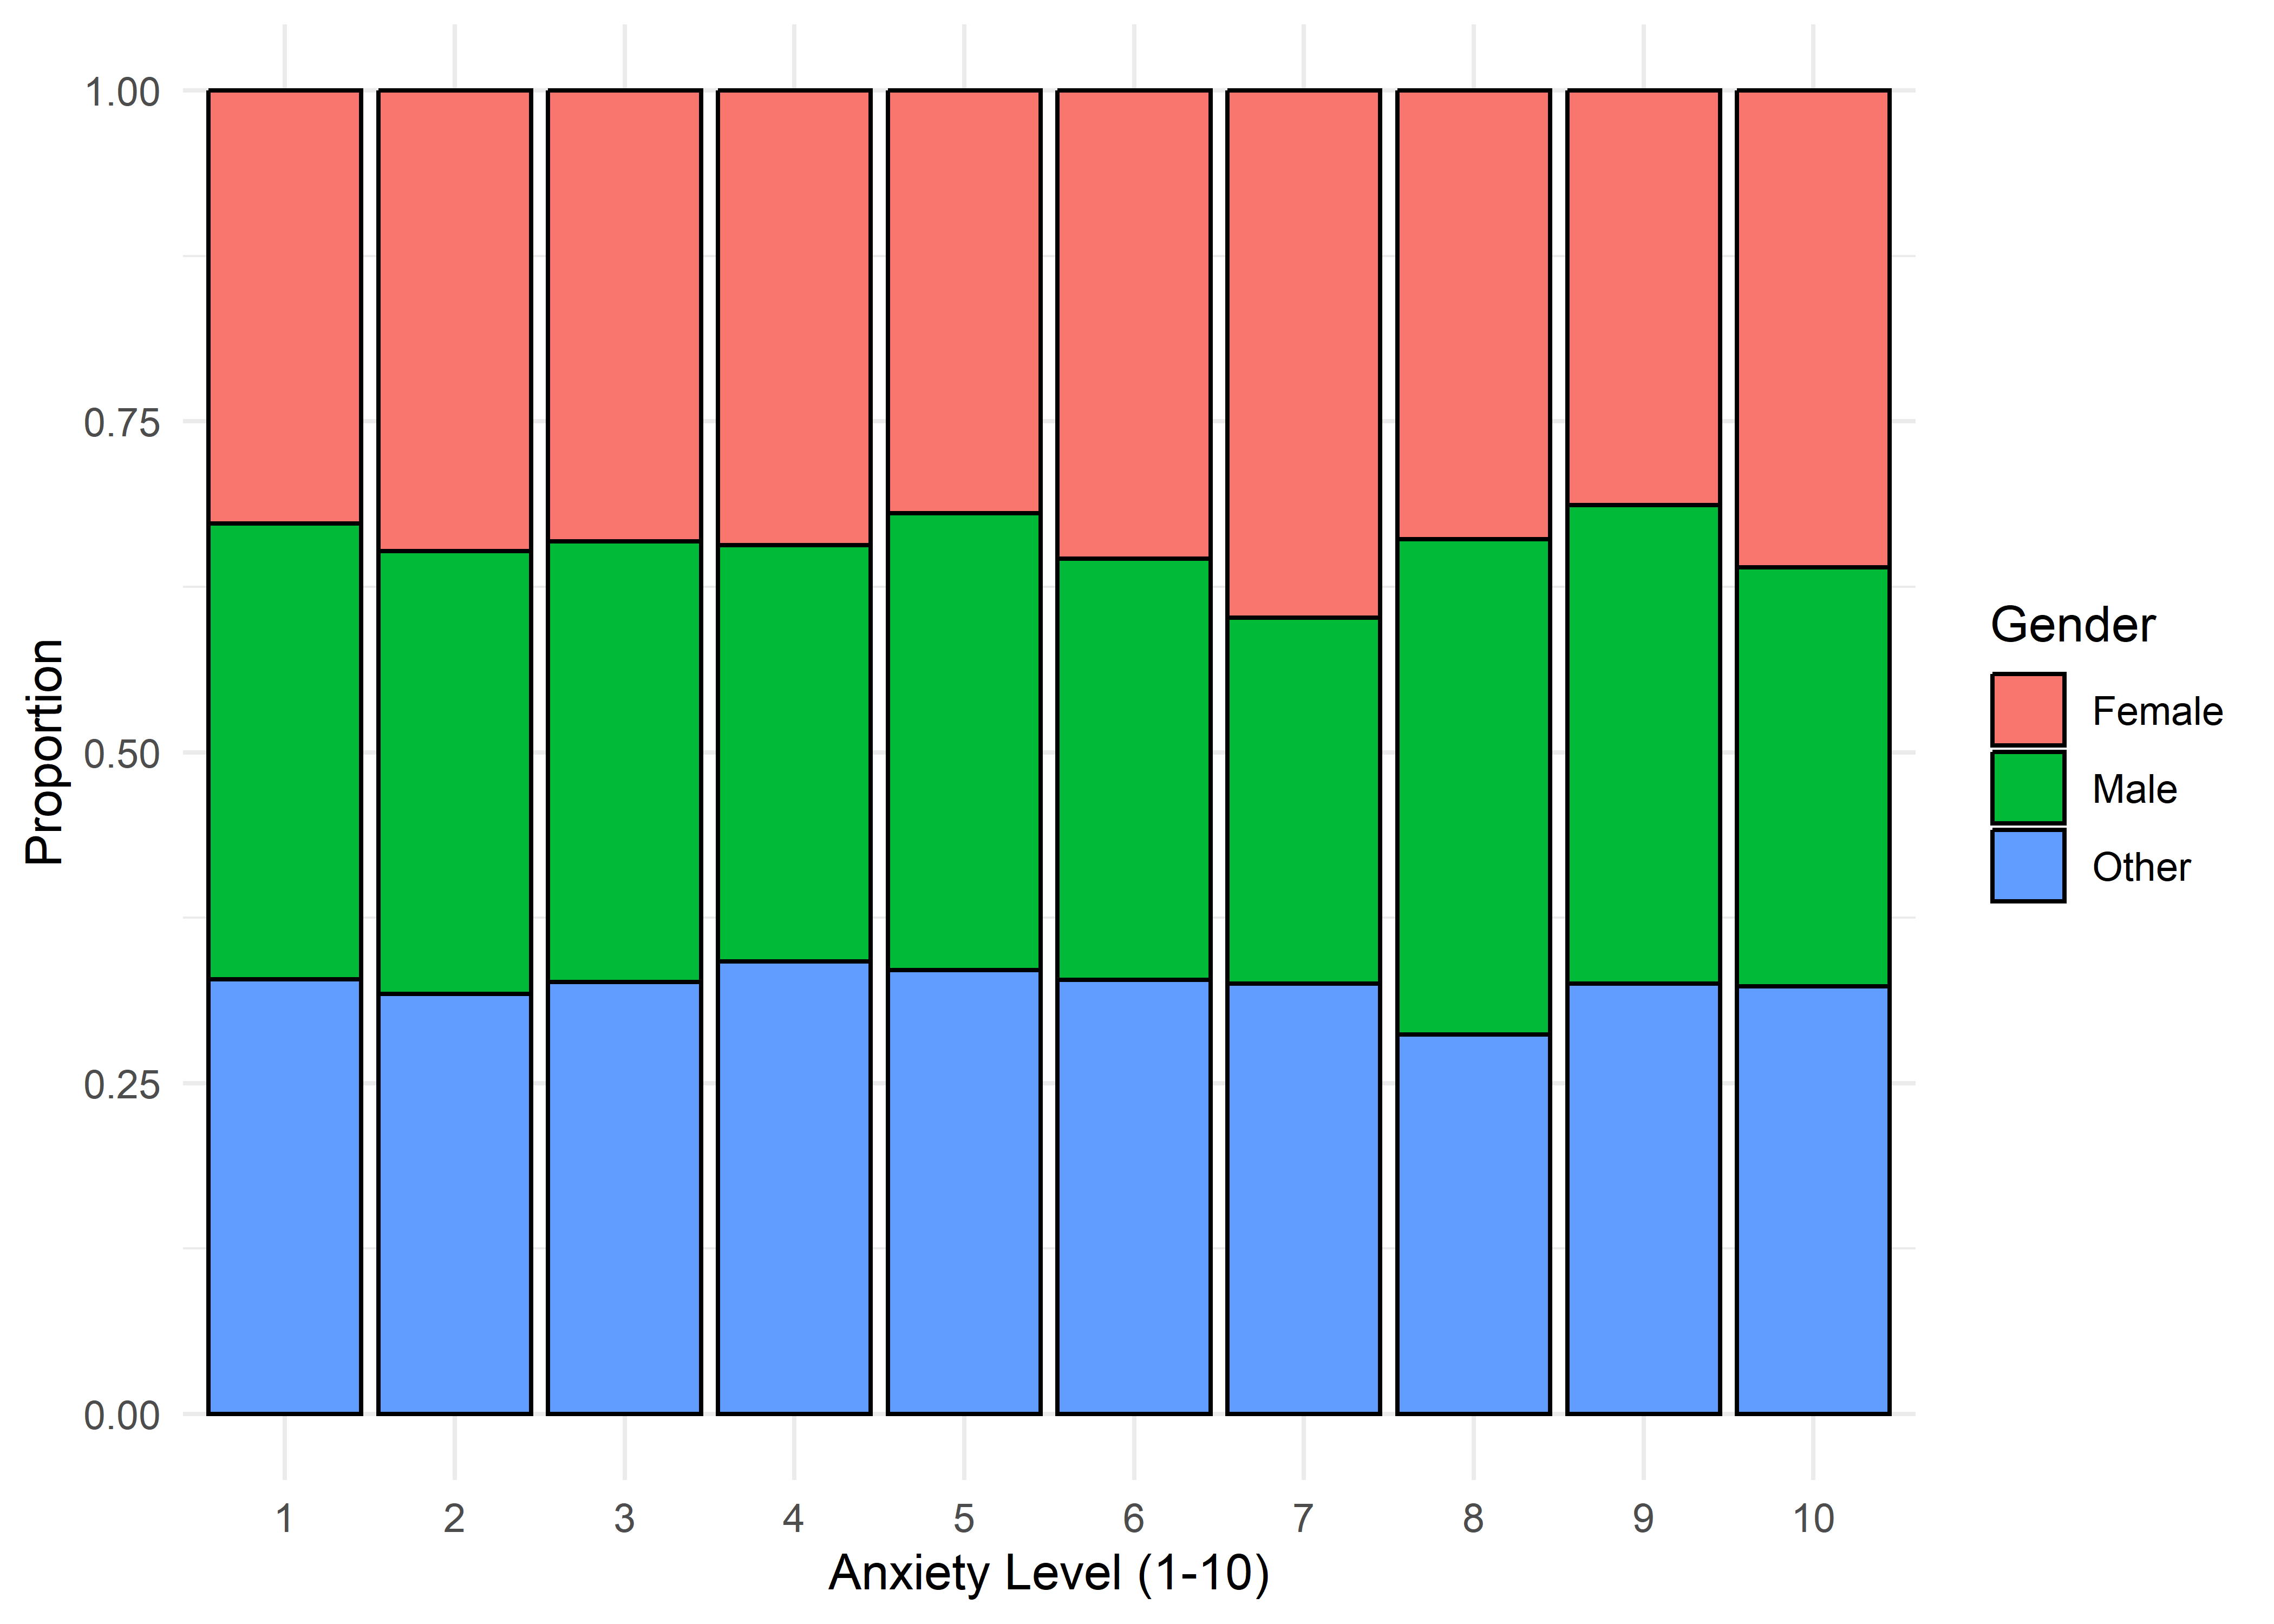 1.00
0.75
0.50
0.25
0.00
Proportion
1 2 3 4 5 6 7 8 9 10
Anxiety Level (1-10)
Gender
Female
Male
Other